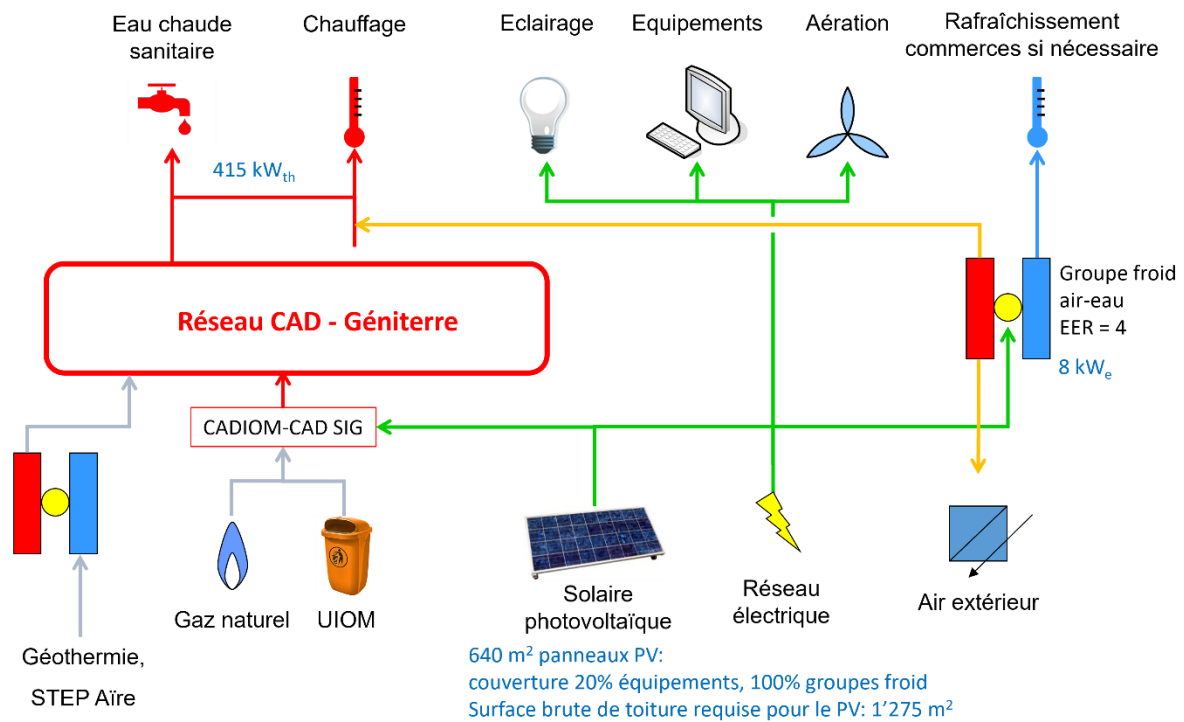 Eau chaude
sanitaire
Chauffage
Eclairage
Equipements
Aération
Rafraîchissement
commerces si nécessaire
415 kWth
Réseau CAD - Géniterre
Groupe froid
air-eau
EER = 4
8 kWe
CADIOM-CAD SIG
Gaz naturel
UIOM
Géothermie,
STEP Aïre
Solaire
photovoltaïque
Réseau
électrique
Air extérieur
640 m² panneaux PV:
couverture 20% équipements, 100% groupes froid
Surface brute de toiture requise pour le PV: 1’275 m²